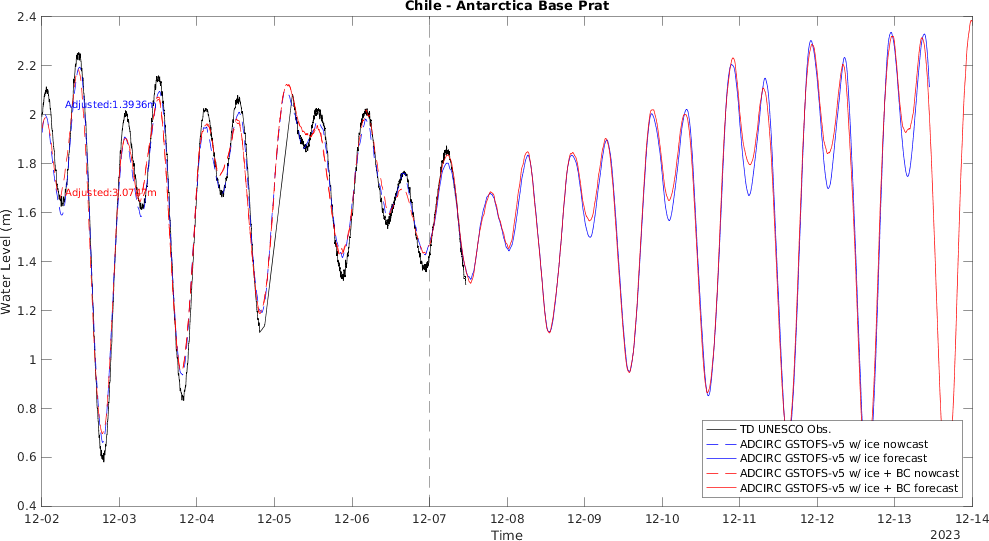 Chile - Antarctica Base Prat
2.4
2.2
2
1.8
1.6
1.4
1.2
1
0.8
0.6
0.4
Water Level (m)
Adjusted:1.3936m
TD UNESCO Obs.
ADCIRC GSTOFS-v5 w/ ice nowcast
ADCIRC GSTOFS-v5 w/ ice forecast
ADCIRC GSTOFS-v5 w/ ice + BC nowcast
ADCIRC GSTOFS-v5 w/ ice + BC forecast
12-02 12-03 12-04 12-05 12-06 12-07 12-08 12-09 12-10 12-11 12-12 12-13 12-14
Time
2023